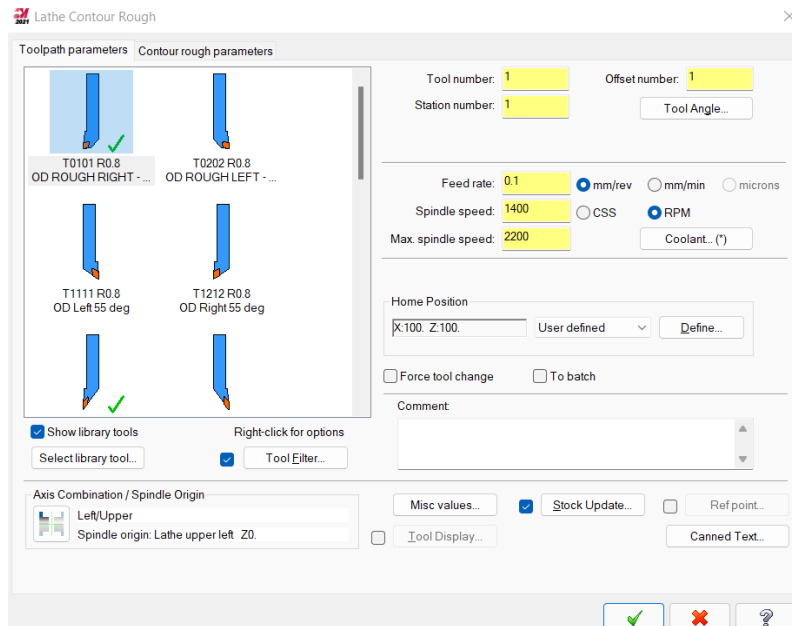 2021 Lathe Contour Rough
Toolpath parameters Contour rough parameters
T0101 R0.8
OD ROUGH RIGHT - ...
T0202 R0.8
OD ROUGH LEFT - ...
T1111 R0.8
OD Left 55 deg
T1212 R0.8
OD Right 55 deg
Show library tools
Right-click for options
Select library tool...
Tool Filter...
Axis Combination / Spindle Origin
Left/Upper
Spindle origin: Lathe upper left Z0.
Tool number: 1
Offset number: 1
Station number: 1
Tool Angle...
Feed rate: 0.1 mm/rev mm/min microns
Spindle speed: 1400 CSS RPM
Max. spindle speed: 2200
Coolant... (*)
Home Position
X:100. Z:100. User defined Define...
Force tool change To batch
Comment:
Misc values... Stock Update... Ref point...
Tool Display... Canned Text...